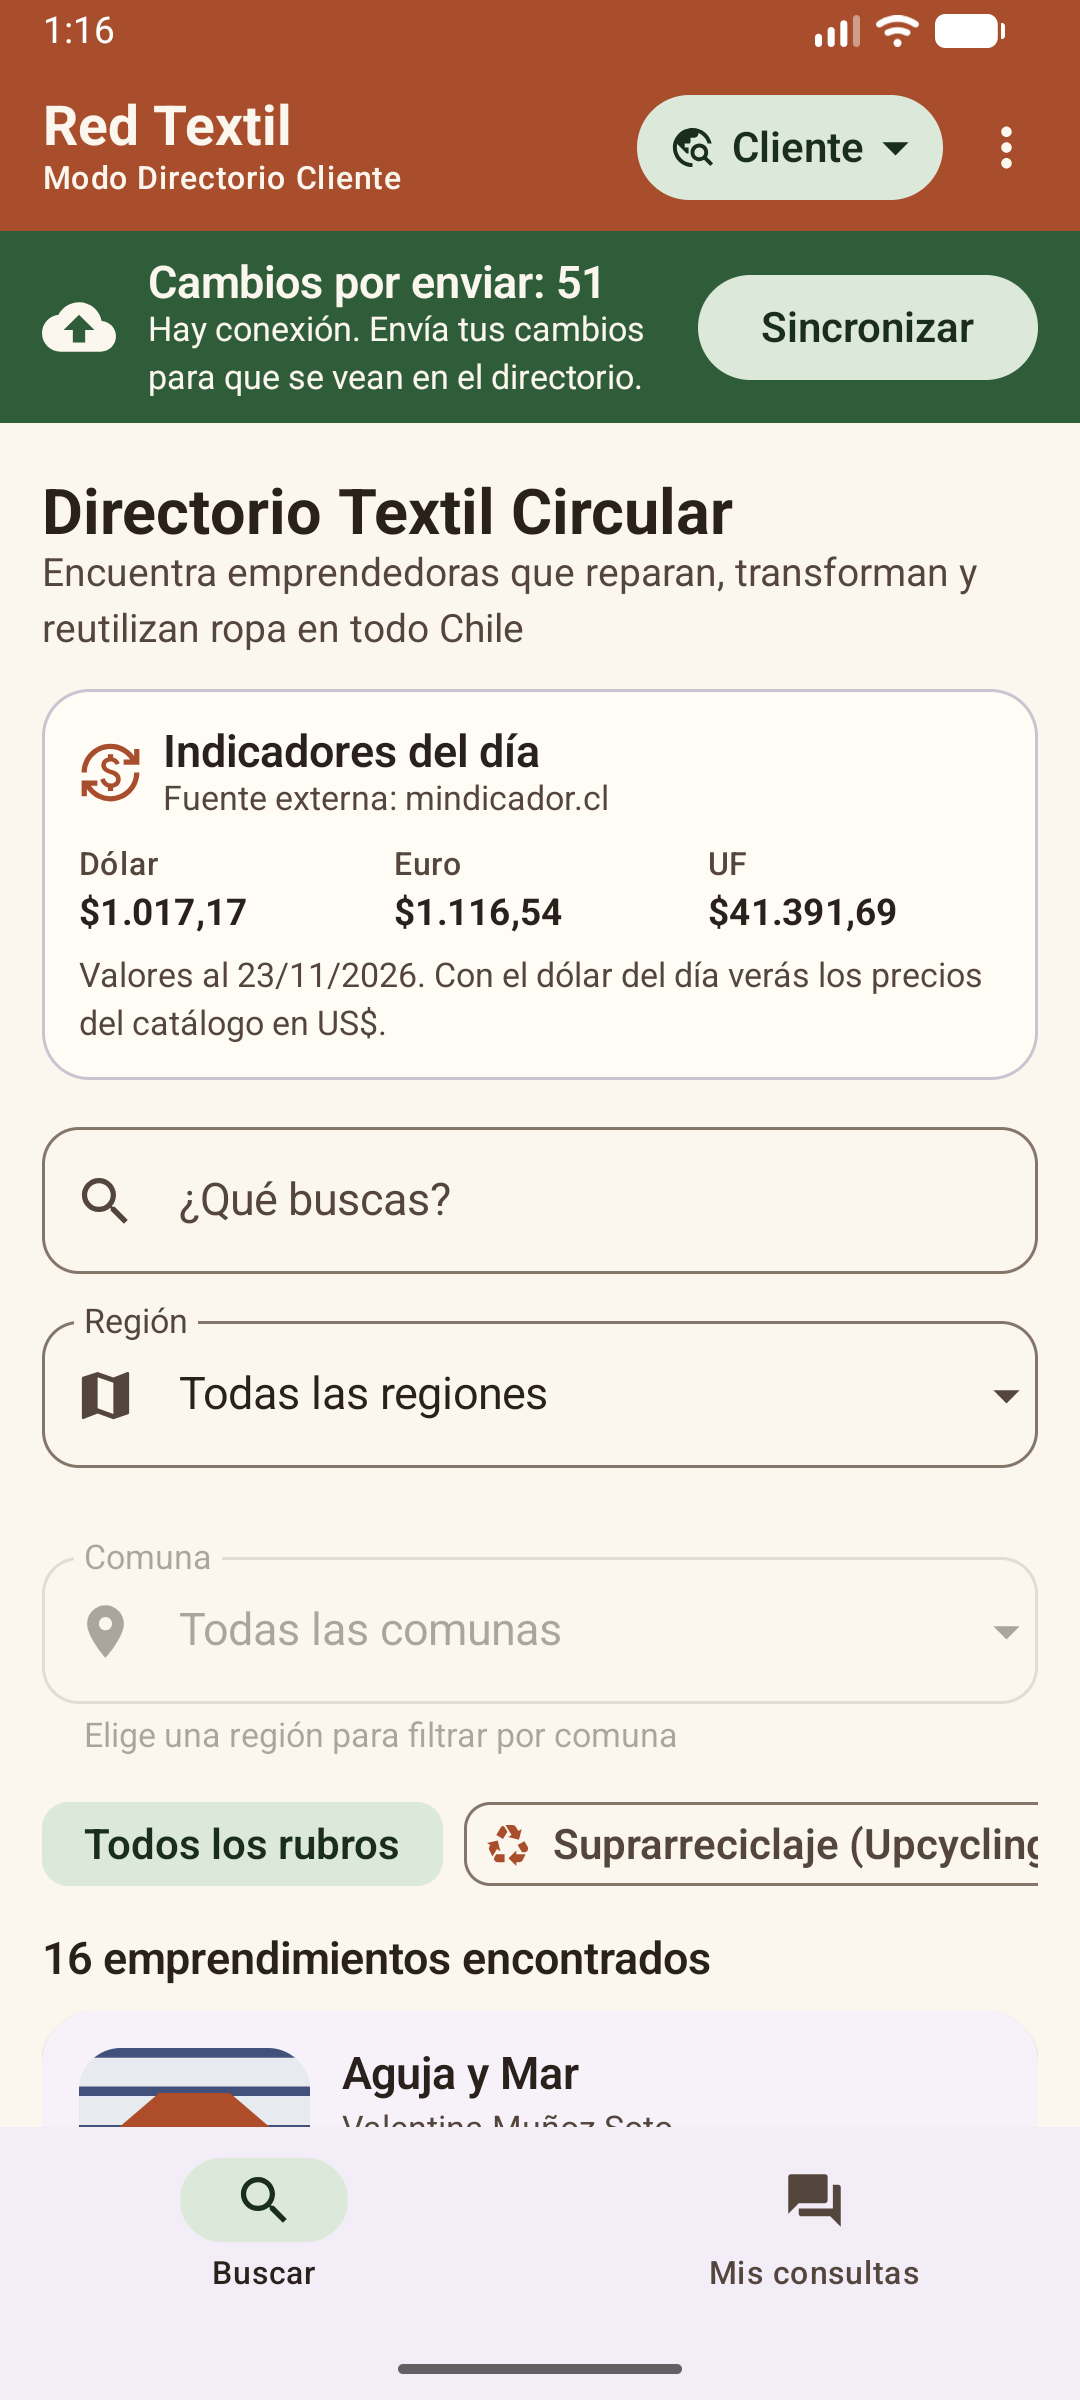 1:16
Red Textil
Modo Directorio Cliente
Cliente
Cambios por enviar: 51
Hay conexión. Envía tus cambios
para que se vean en el directorio.
Sincronizar
Directorio Textil Circular
Encuentra emprendedoras que reparan, transforman y
reutilizan ropa en todo Chile
Indicadores del día
Fuente externa: mindicador.cl
Dólar Euro UF
$1.017,17 $1.116,54 $41.391,69
Valores al 23/11/2026. Con el dólar del día verás los precios
del catálogo en US$.
¿Qué buscas?
Región
Todas las regiones
Comuna
Todas las comunas
Elige una región para filtrar por comuna
Todos los rubros
Suprarreciclaje (Upcycling
16 emprendimientos encontrados
Aguja y Mar
Valentina Muñoz Soto
Buscar
Mis consultas